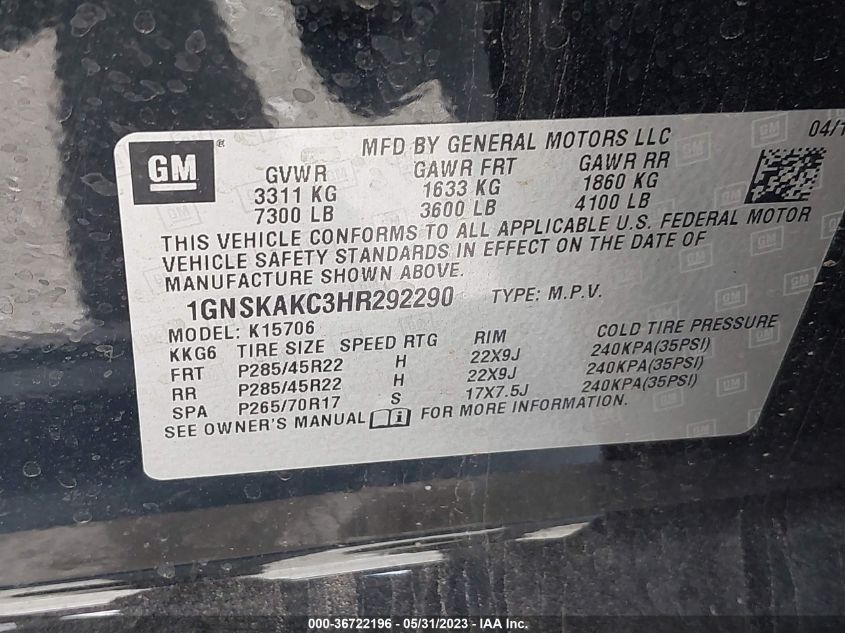 GM ®
MFD BY GENERAL MOTORS LLC 04/1
GVWR GAWR FRT GAWR RR
3311 KG 1633 KG 1860 KG
7300 LB 3600 LB 4100 LB
THIS VEHICLE CONFORMS TO ALL APPLICABLE U.S. FEDERAL MOTOR
VEHICLE SAFETY STANDARDS IN EFFECT ON THE DATE OF
MANUFACTURE SHOWN ABOVE.
1GNSKAKC3HR292290 TYPE: M.P.V.
MODEL: K15706
KKG6 TIRE SIZE SPEED RTG RIM COLD TIRE PRESSURE
FRT P285/45R22 H 22X9J 240KPA(35PSI)
RR P285/45R22 H 22X9J 240KPA(35PSI)
SPA P265/70R17 S 17X7.5J 240KPA(35PSI)
SEE OWNER'S MANUAL FOR MORE INFORMATION.
000-36722196 - 05/31/2023 - IAA Inc.